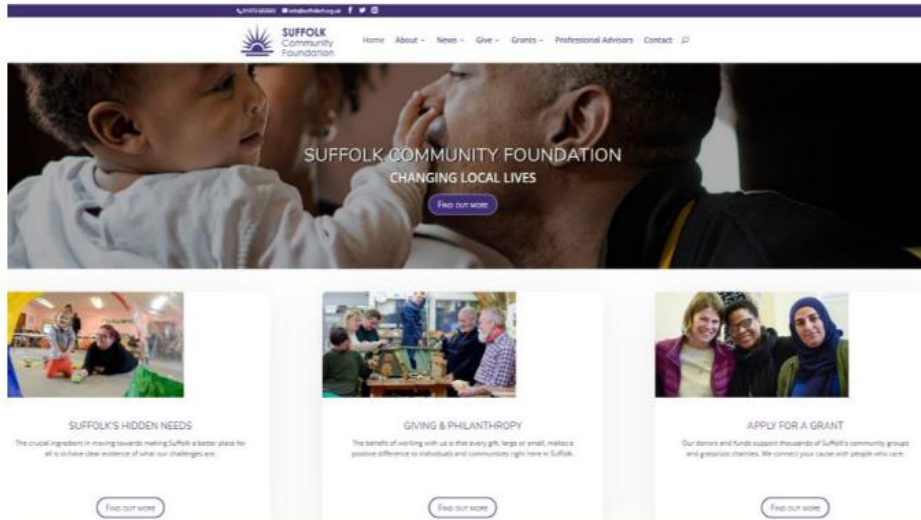 SUFFOLK
Community
Foundation
Home About News Give Grants Professional Advisors Contact
SUFFOLK COMMUNITY FOUNDATION
CHANGING LOCAL LIVES
FIND OUT MORE
SUFFOLK'S HIDDEN NEEDS
The crucial ingredient in moving towards making Suffolk a better place for
all is to have clear evidence of what our challenges are.
FIND OUT MORE
GIVING & PHILANTHROPY
The benefit of working with us is that every gift, large or small, makes a
positive difference to individuals and communities right here in Suffolk.
FIND OUT MORE
APPLY FOR A GRANT
Our donors and funds support thousands of Suffolk's community groups
and grassroot charities. We connect your cause with people who care.
FIND OUT MORE